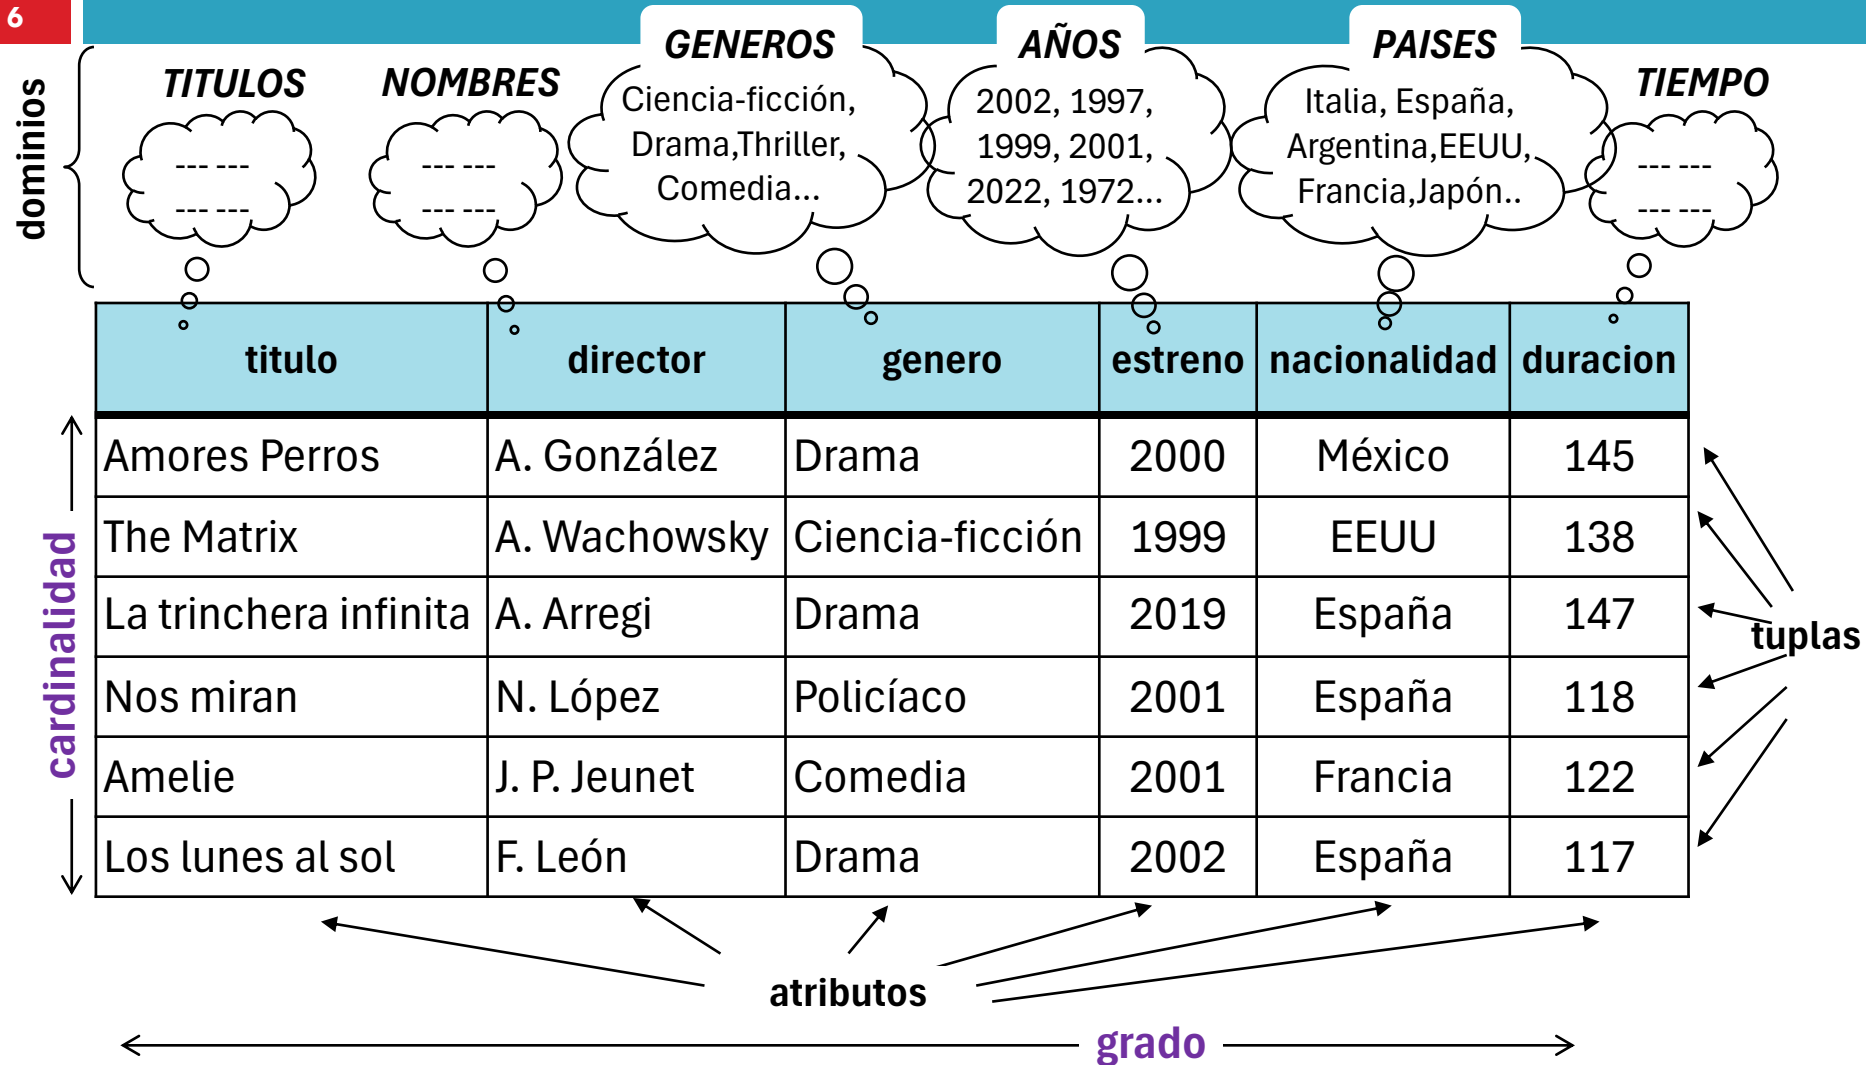 6
dominios
TITULOS
NOMBRES
GENEROS
AÑOS
PAISES
TIEMPO
--- ---
--- ---
--- ---
--- ---
Ciencia-ficción,
Drama,Thriller,
Comedia...
2002, 1997,
1999, 2001,
2022, 1972...
Italia, España,
Argentina,EEUU,
Francia,Japón..
--- ---
--- ---
titulo director genero estreno nacionalidad duracion
Amores Perros A. González Drama 2000 México 145
The Matrix A. Wachowsky Ciencia-ficción 1999 EEUU 138
La trinchera infinita A. Arregi Drama 2019 España 147
Nos miran N. López Policíaco 2001 España 118
Amelie J. P. Jeunet Comedia 2001 Francia 122
Los lunes al sol F. León Drama 2002 España 117
cardinalidad
tuplas
atributos
grado